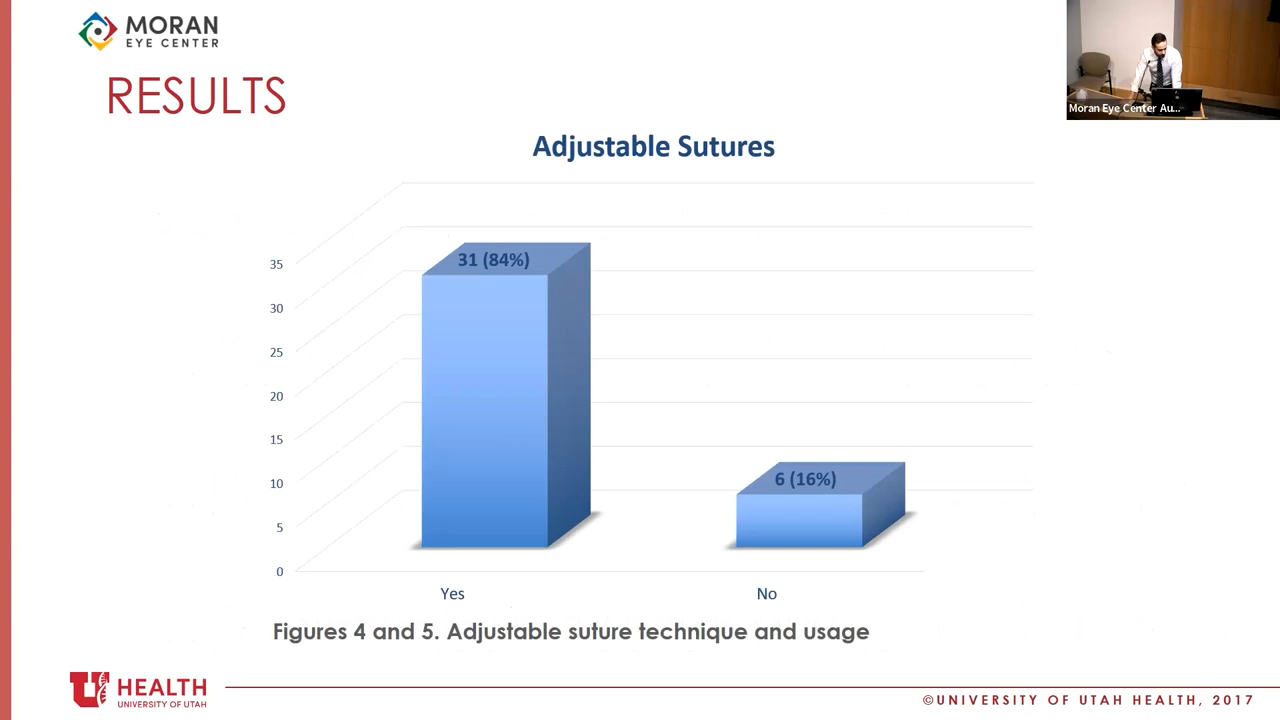 MORAN
EYE CENTER
Moran Eye Center Au...
RESULTS
Adjustable Sutures
35
30
25
20
15
10
5
0
31 (84%)
6 (16%)
Yes
No
Figures 4 and 5. Adjustable suture technique and usage
U HEALTH
UNIVERSITY OF UTAH
©UNIVERSITY OF UTAH HEALTH, 2017